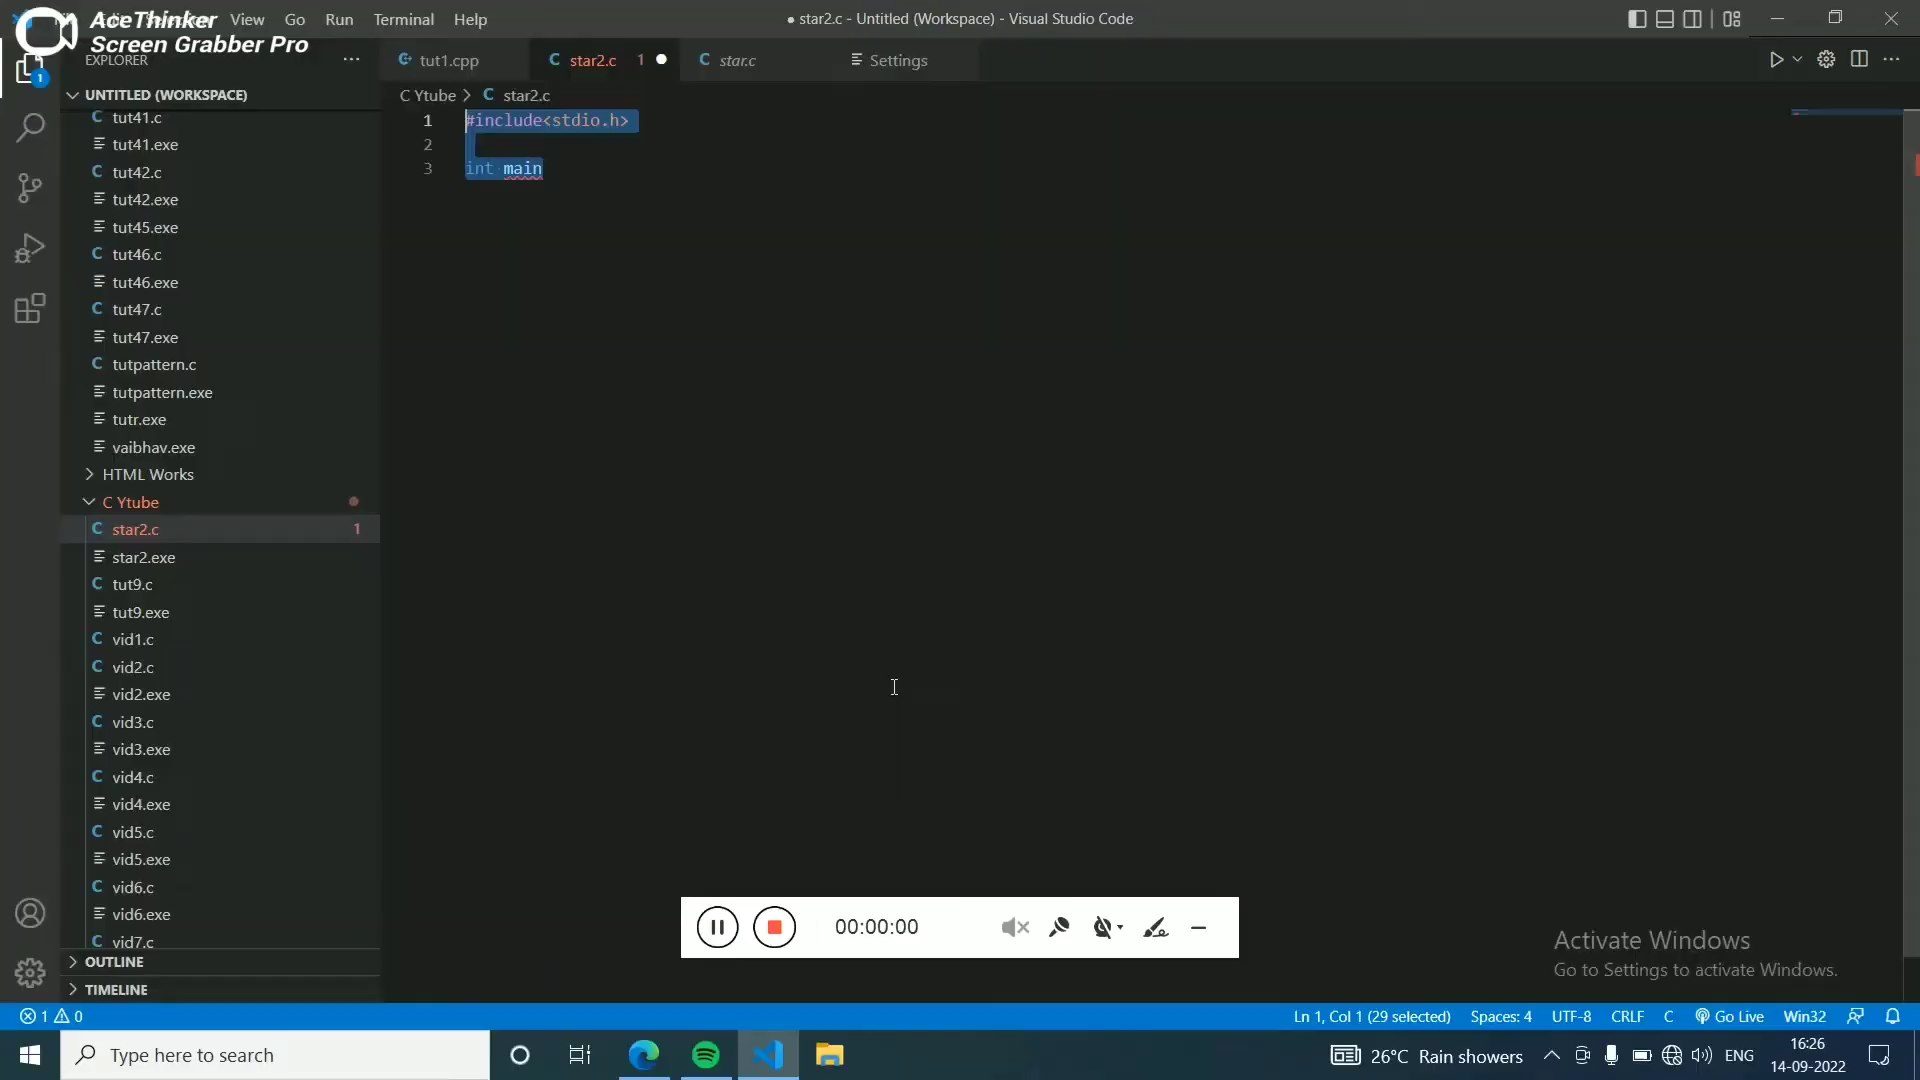 AceThinker
Screen Grabber Pro
View Go Run Terminal Help
● star2.c - Untitled (Workspace) - Visual Studio Code
EXPLORER
tut1.cpp
star2.c 1
star.c
Settings
UNTITLED (WORKSPACE)
C Ytube > C star2.c
1 #include<stdio.h>
2
3 int main
tut41.c
tut41.exe
tut42.c
tut42.exe
tut45.exe
tut46.c
tut46.exe
tut47.c
tut47.exe
tutpattern.c
tutpattern.exe
tutr.exe
vaibhav.exe
HTML Works
C Ytube
star2.c 1
star2.exe
tut9.c
tut9.exe
vid1.c
vid2.c
vid2.exe
vid3.c
vid3.exe
vid4.c
vid4.exe
vid5.c
vid5.exe
vid6.c
vid6.exe
vid7.c
OUTLINE
TIMELINE
00:00:00
Activate Windows
Go to Settings to activate Windows.
1 0
Ln 1, Col 1 (29 selected) Spaces: 4 UTF-8 CRLF C Go Live Win32
Type here to search
26°C Rain showers
ENG
16:26
14-09-2022